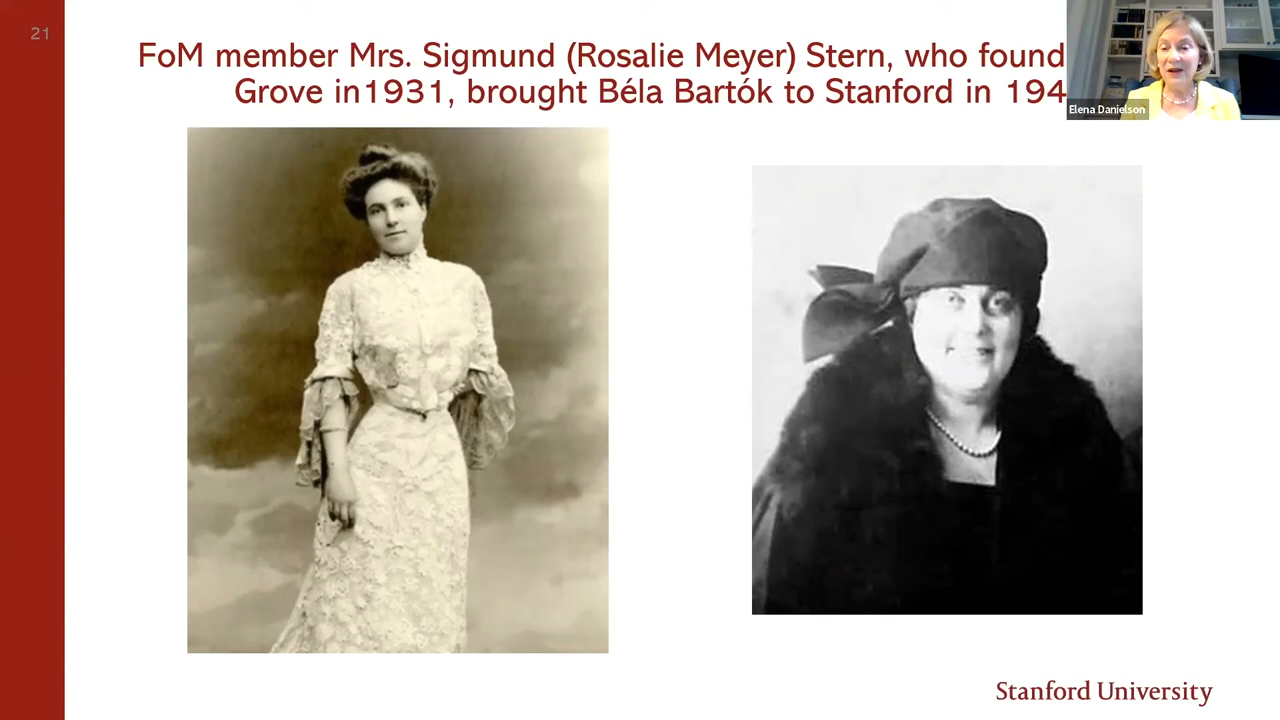 21
FoM member Mrs. Sigmund (Rosalie Meyer) Stern, who found
Grove in1931, brought Béla Bartók to Stanford in 194
Elena Danielson
Stanford University